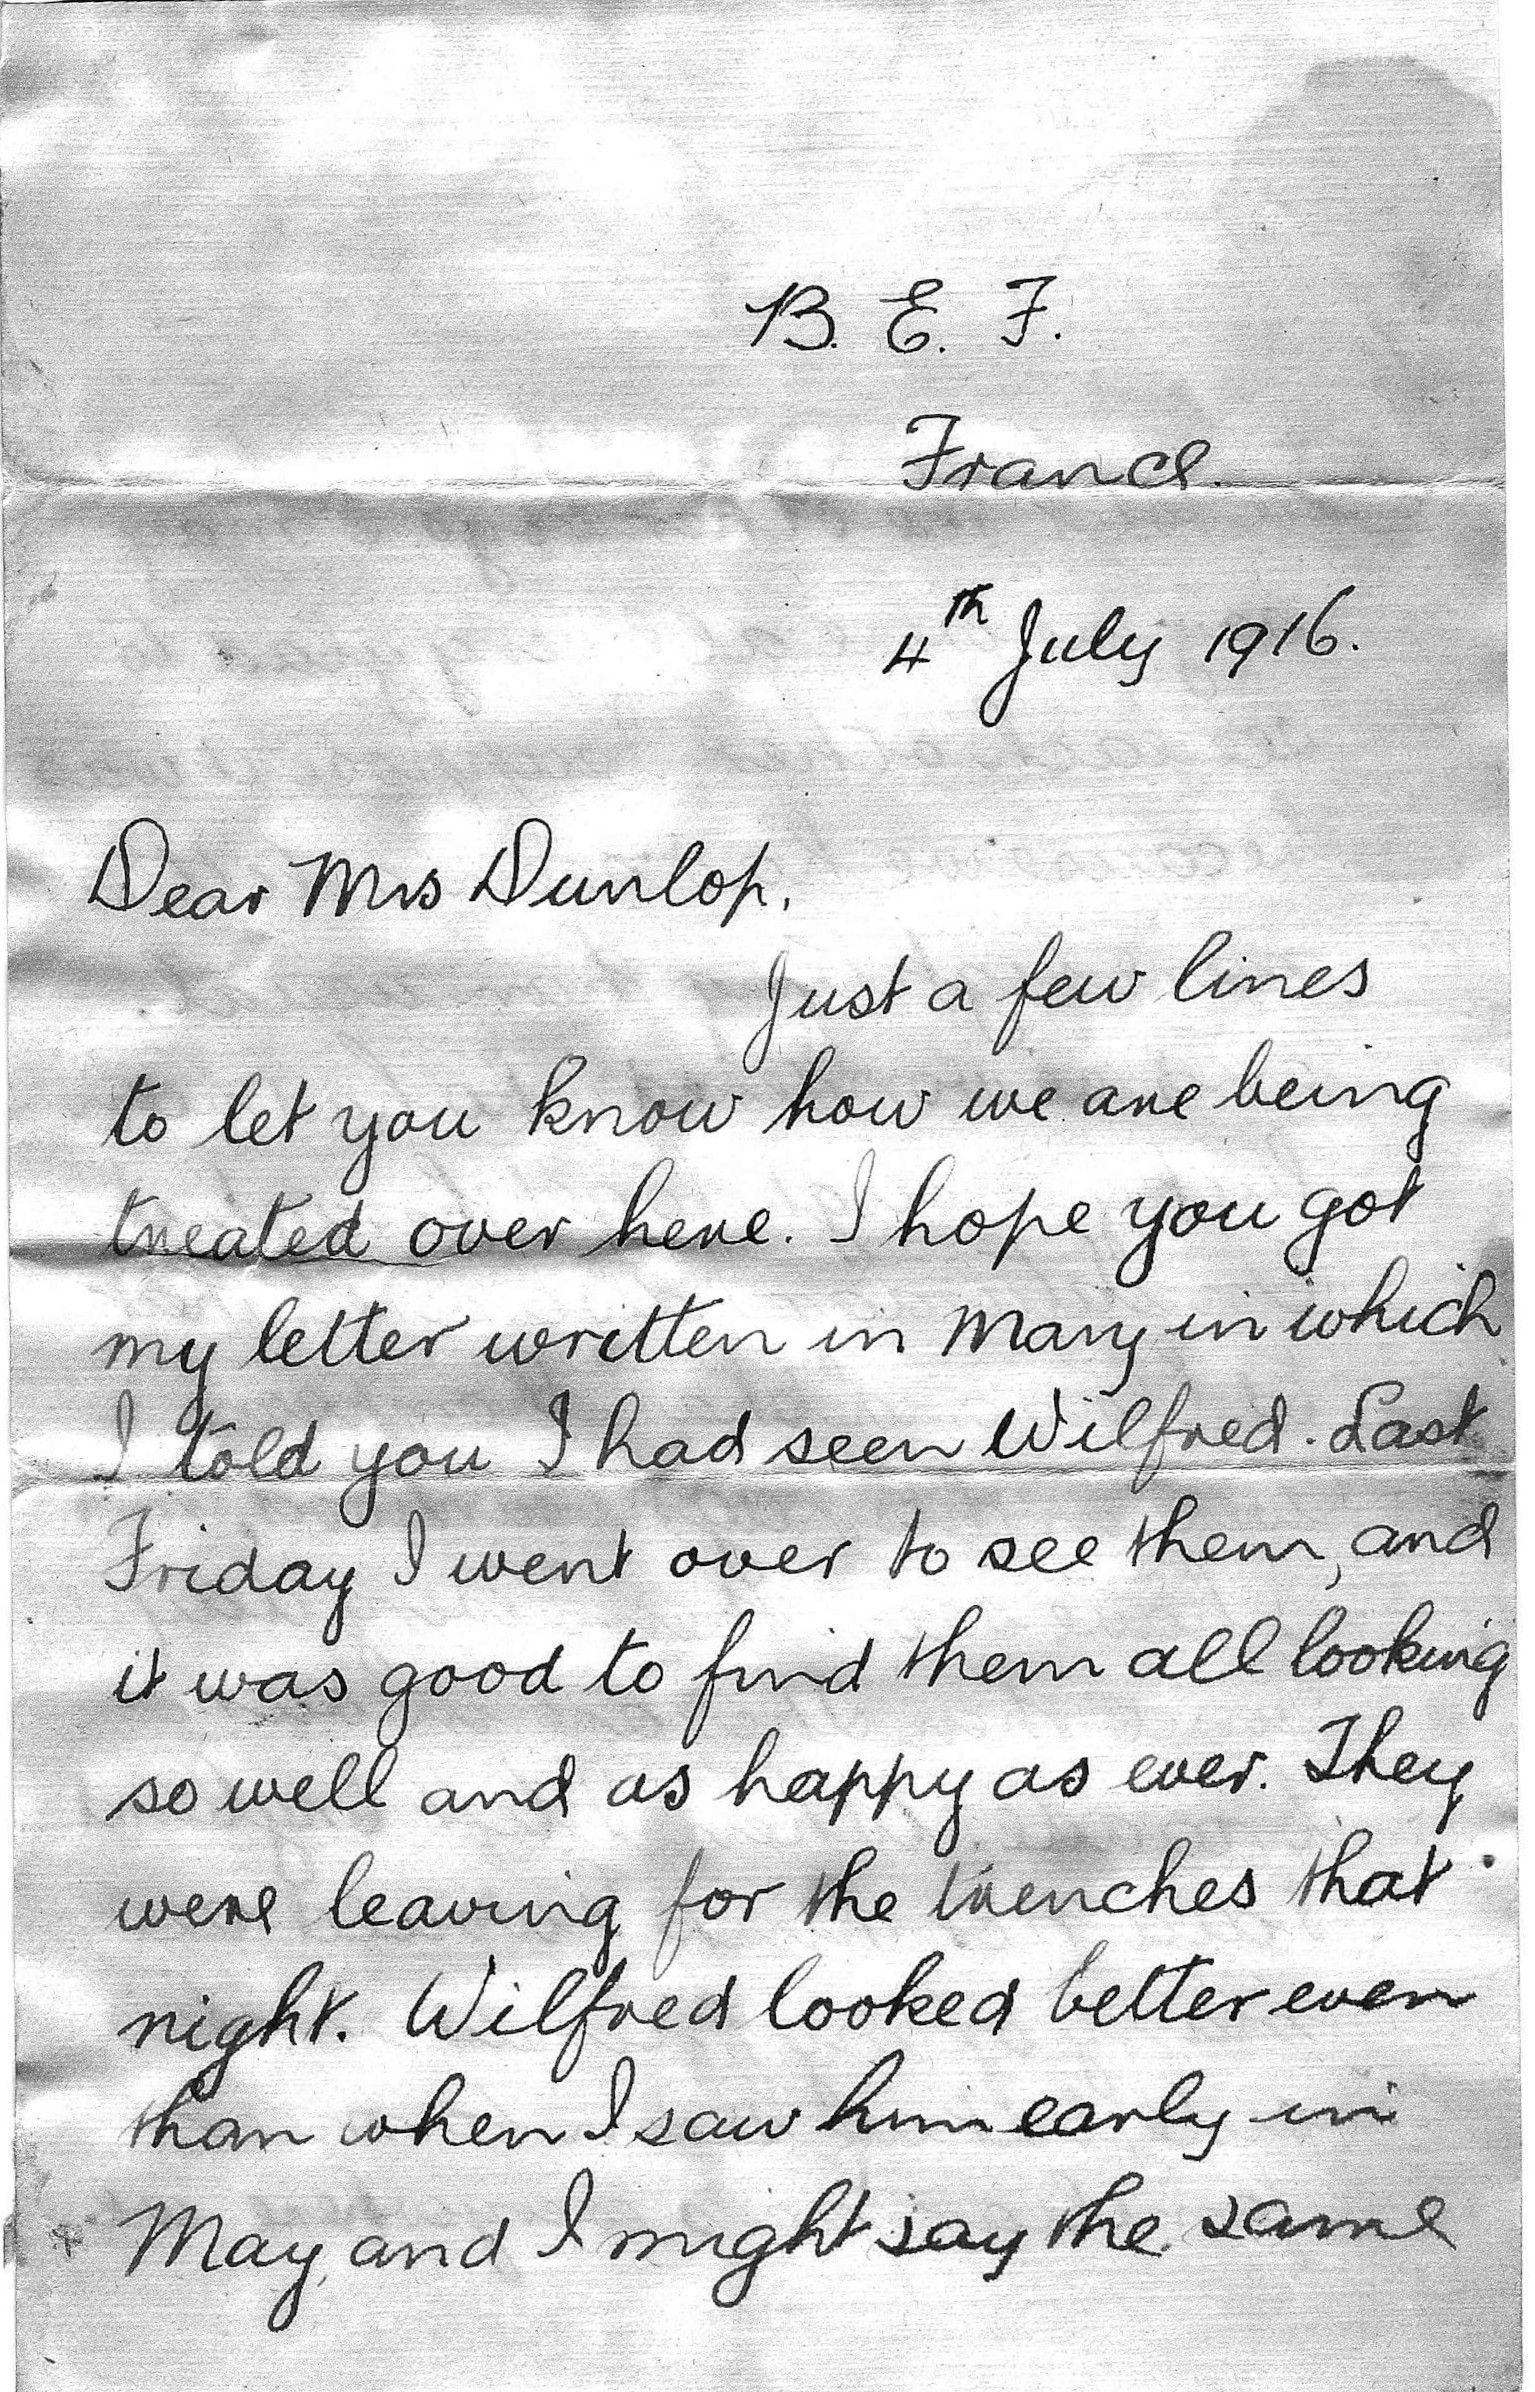 B. E. F.
France.
4th July 1916.
Dear Mrs Dunlop,
Just a few lines
to let you know how we are being
treated over here. I hope you got
my letter written in May in which
I told you I had seen Wilfred. Last
Friday I went over to see them, and
it was good to find them all looking
so well and as happy as ever. They
were leaving for the trenches that
night. Wilfred looked better even
than when I saw him early in
May, and I might say the same